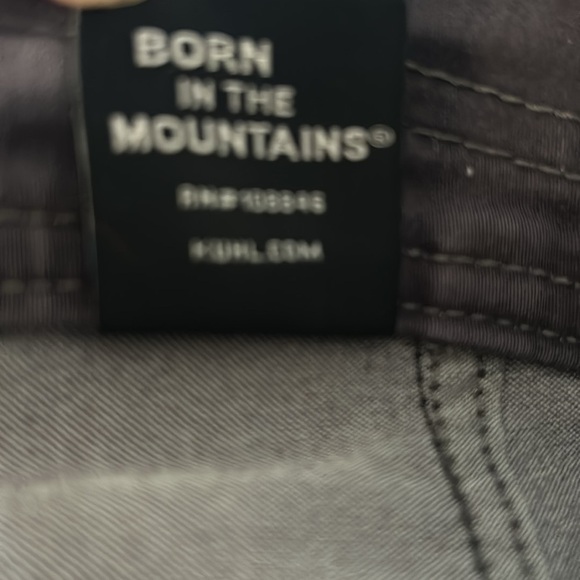 BORN
IN THE
MOUNTAINS®
KUHL.COM